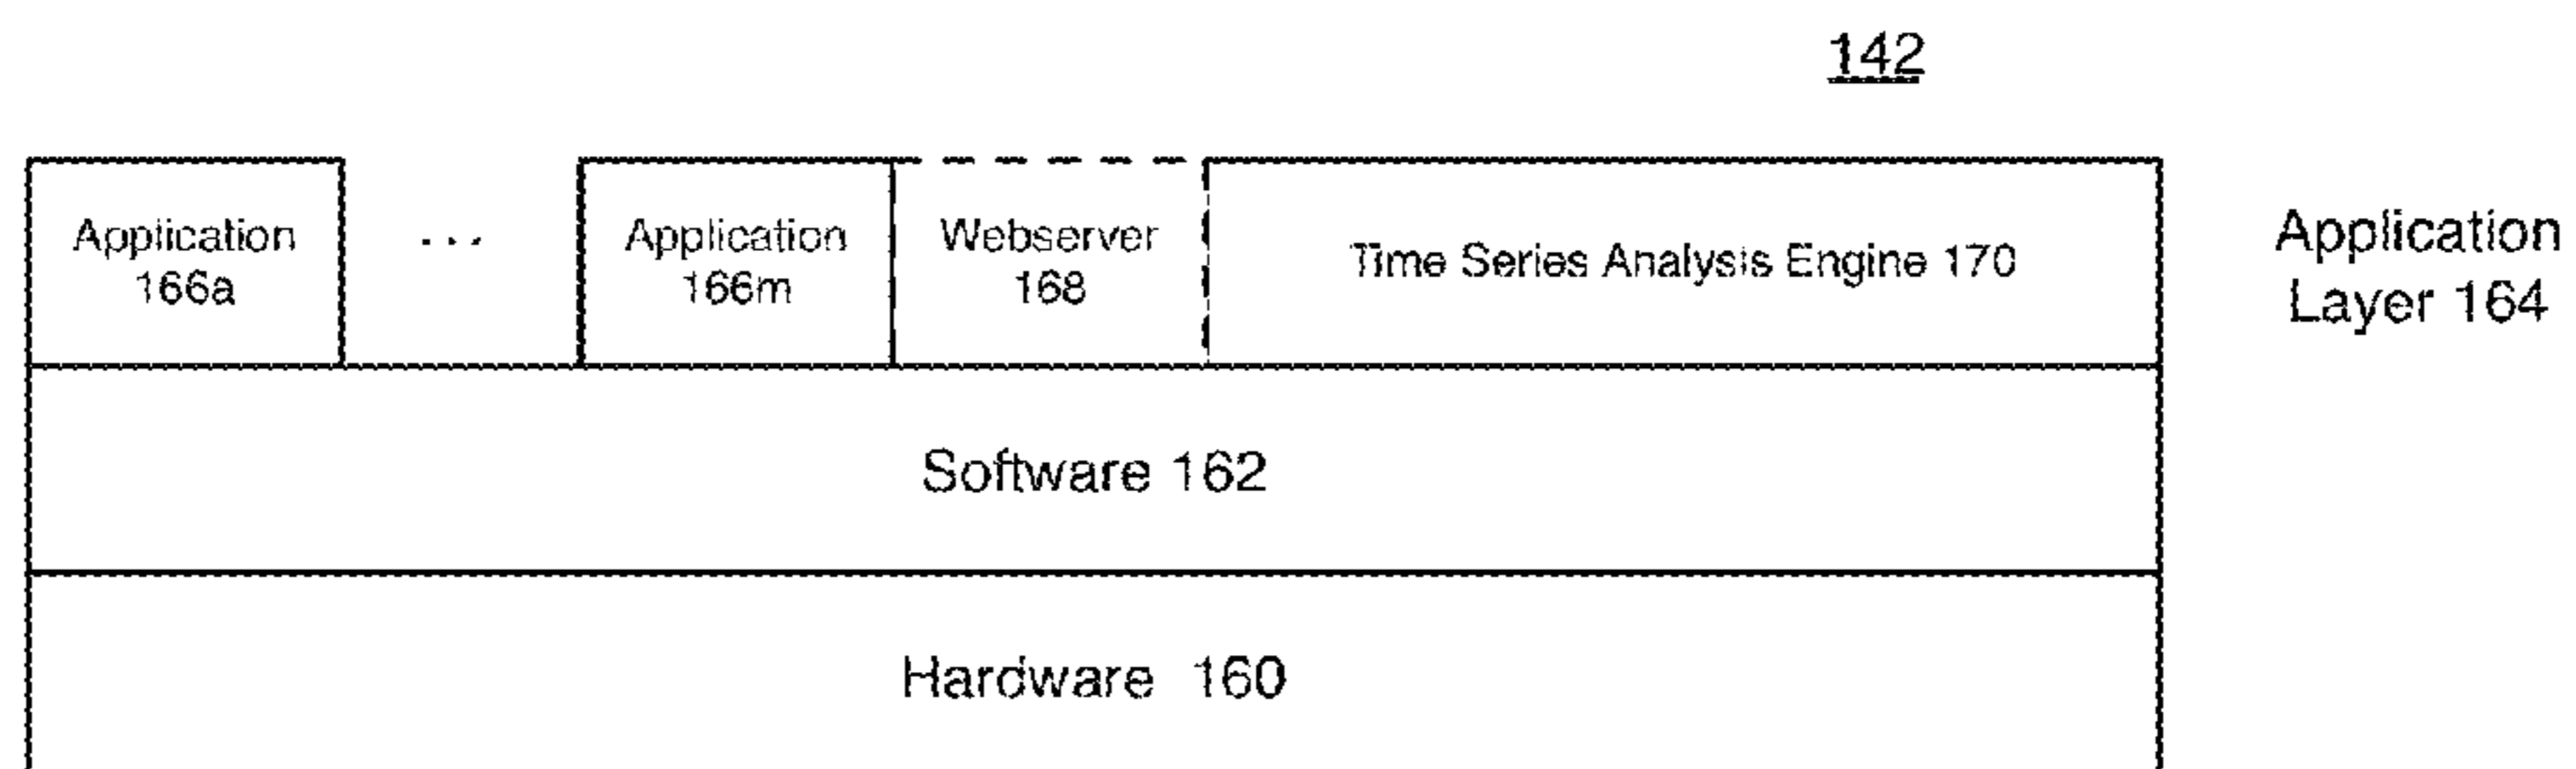 142
Application
166a
...
Application
166m
Webserver
168
Time Series Analysis Engine 170
Application
Layer 164
Software 162
Hardware 160